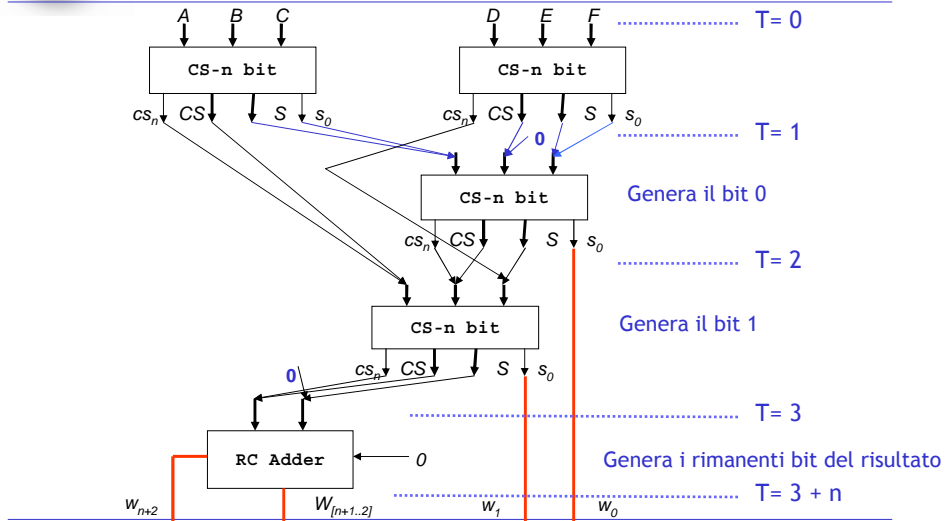 A B C D E F T= 0
CS-n bit CS-n bit
cs_n CS S s_0 cs_n CS S s_0
0 T= 1
CS-n bit Genera il bit 0
cs_n CS S s_0
T= 2
CS-n bit Genera il bit 1
cs_n CS S s_0
0
T= 3
RC Adder 0 Genera i rimanenti bit del risultato
w_{n+2} W_{[n+1..2]} w_1 w_0 T= 3 + n